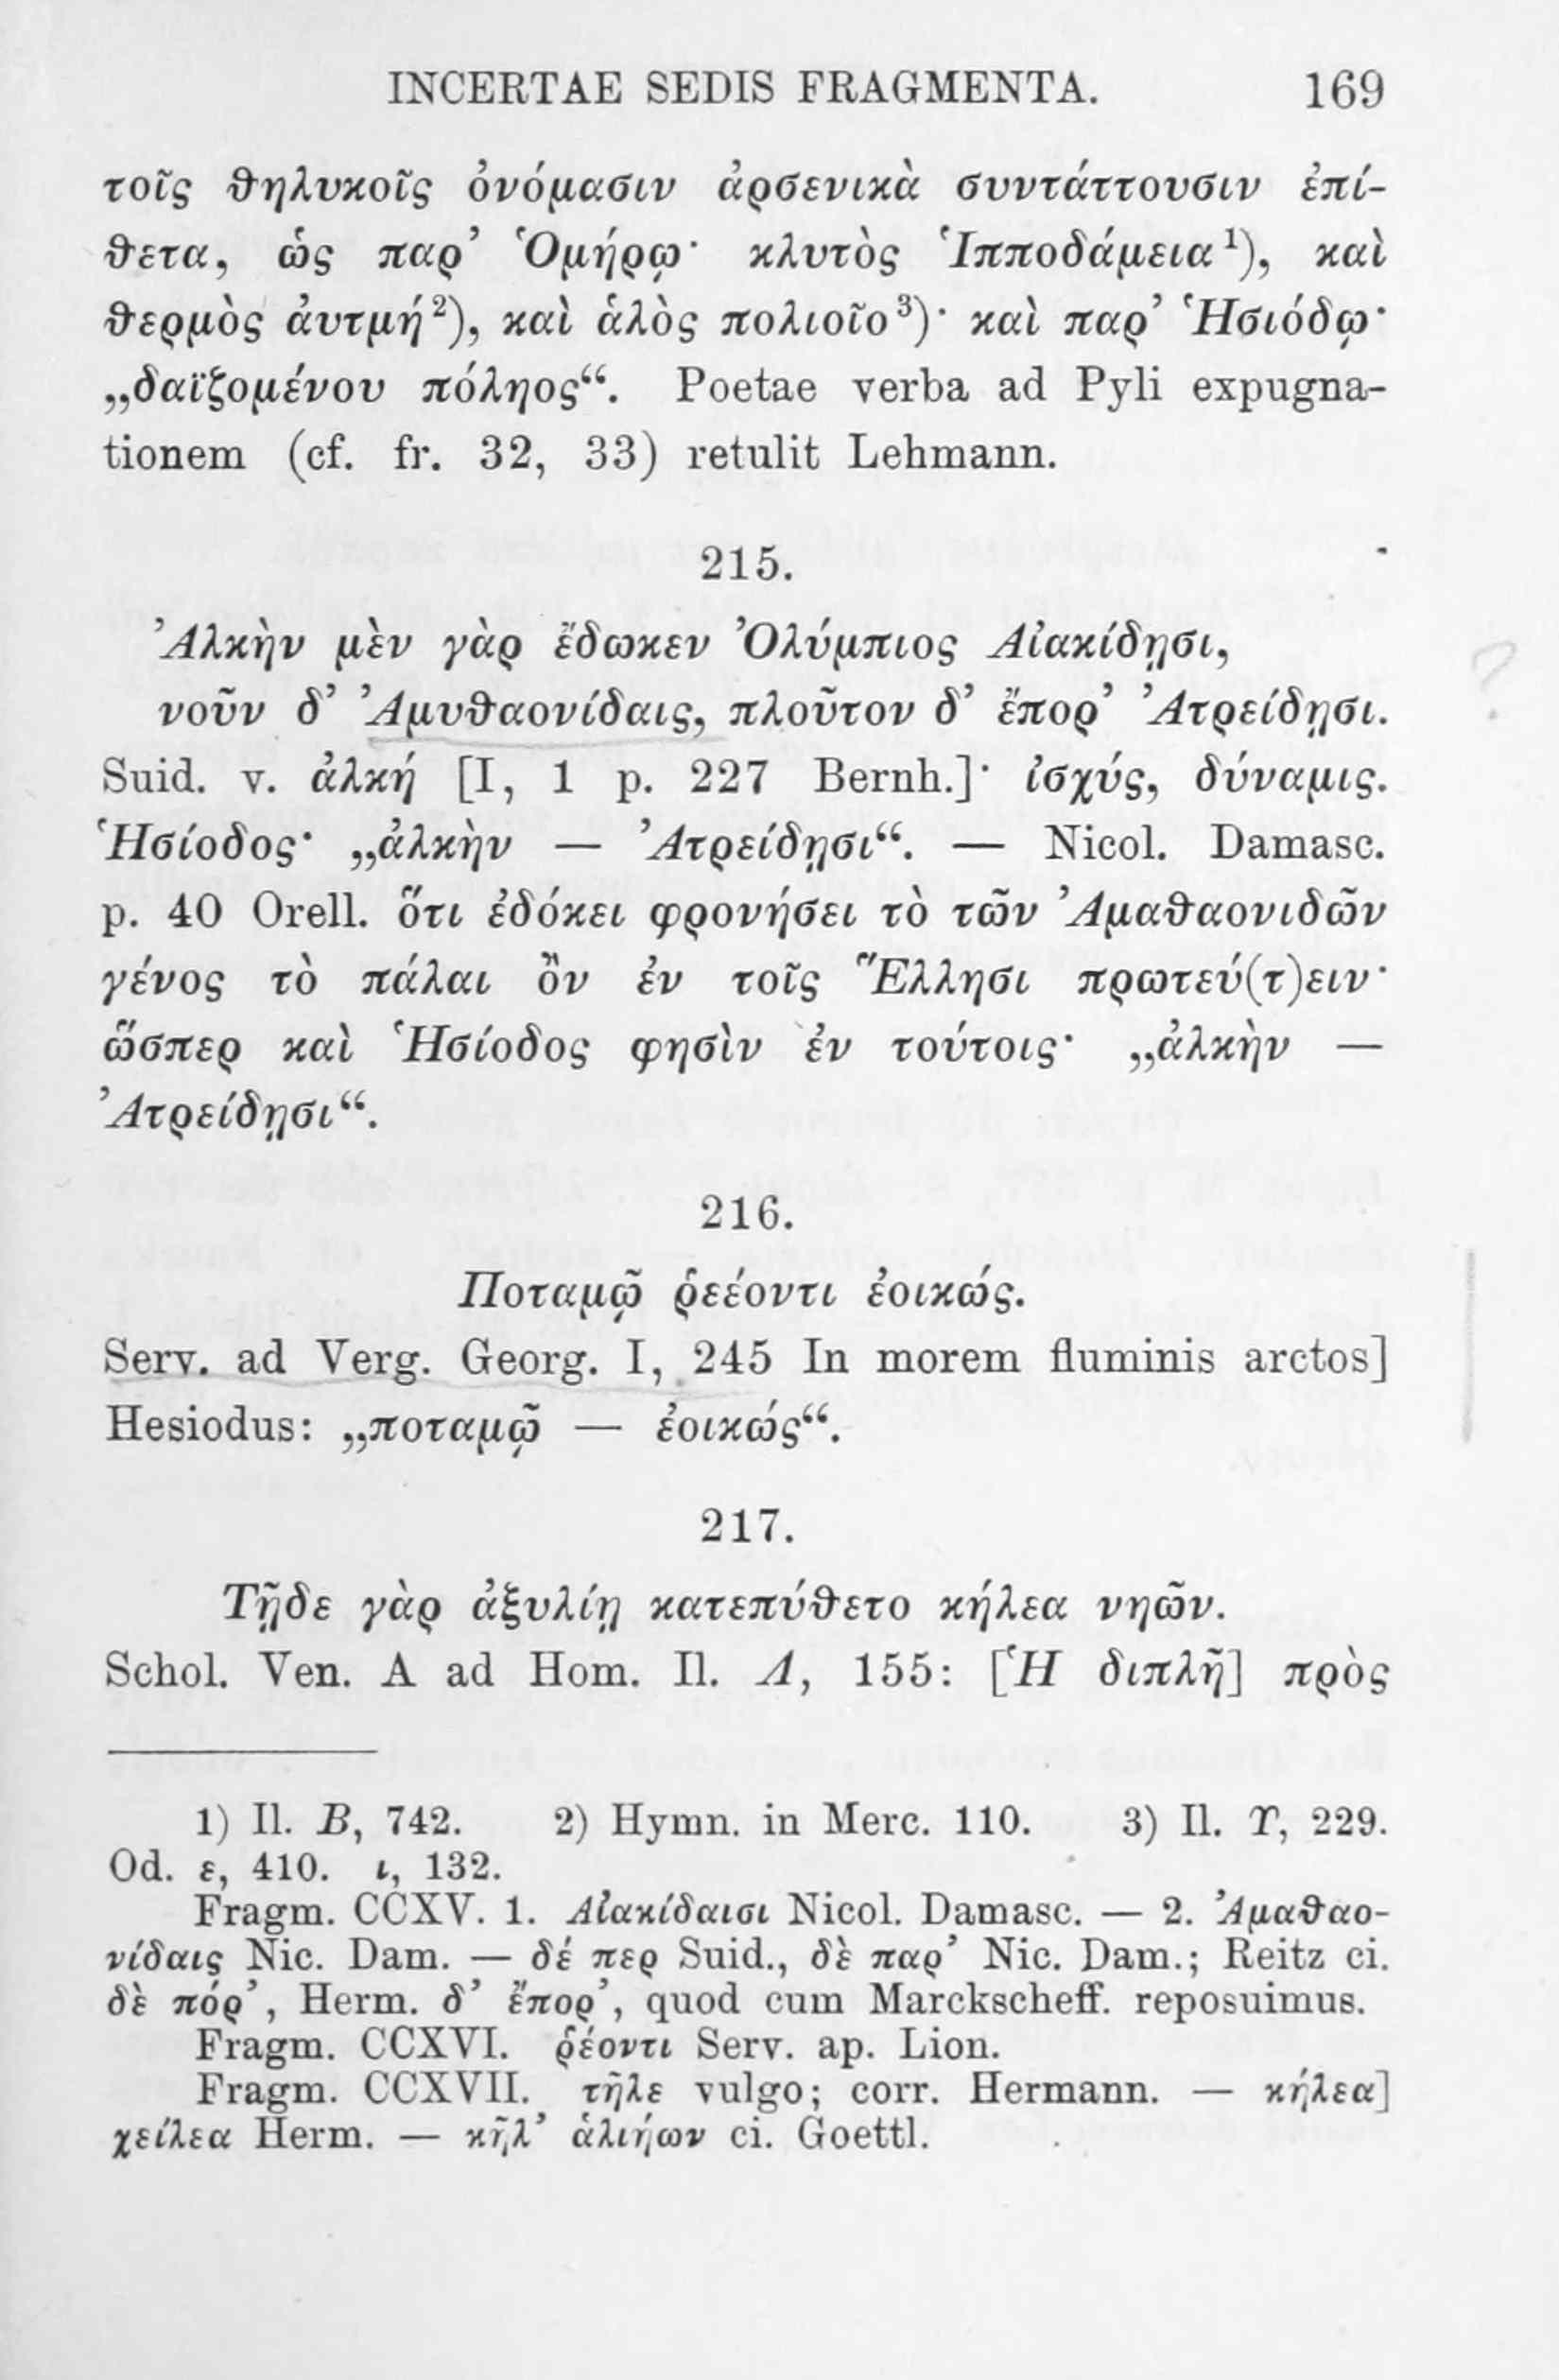 INCERTAE SEDIS FRAGMENTA. 169
τοῖς θηλυκοῖς ὀνόμασιν ἀρσενικὰ συντάττουσιν ἐπί-
θετα, ὡς παρ’ Ὁμήρῳ· κλυτὸς Ἱπποδάμεια¹), καὶ
θερμὸς ἀυτμή²), καὶ ἁλὸς πολιοῖο³)· καὶ παρ’ Ἡσιόδῳ·
„δαϊζομένου πόληος“. Poetae verba ad Pyli expugna-
tionem (cf. fr. 32, 33) retulit Lehmann.
215.
Ἀλκὴν μὲν γὰρ ἔδωκεν Ὀλύμπιος Αἰακίδῃσι,
νοῦν δ’ Ἀμυθαονίδαις, πλοῦτον δ’ ἔπορ’ Ἀτρείδῃσι.
Suid. v. ἀλκή [I, 1 p. 227 Bernh.]· ἰσχύς, δύναμις.
Ἡσίοδος· „ἀλκὴν — Ἀτρείδῃσι“. — Nicol. Damasc.
p. 40 Orell. ὅτι ἐδόκει φρονήσει τὸ τῶν Ἀμαθαονιδῶν
γένος τὸ πάλαι ὂν ἐν τοῖς Ἕλλησι πρωτεύ(τ)ειν·
ὥσπερ καὶ Ἡσίοδος φησὶν ἐν τούτοις· „ἀλκὴν —
Ἀτρείδῃσι“.
216.
Ποταμῷ ῥεέοντι ἐοικώς.
Serv. ad Verg. Georg. I, 245 In morem fluminis arctos]
Hesiodus: „ποταμῷ — ἐοικώς“.
217.
Τῇδε γὰρ ἀξυλίῃ κατεπύθετο κήλεα νηῶν.
Schol. Ven. A ad Hom. Il. Λ, 155: [Ἡ διπλῆ] πρὸς
1) Il. B, 742. 2) Hymn. in Merc. 110. 3) Il. Υ, 229.
Od. ε, 410. ι, 132.
Fragm. CCXV. 1. Αἰακίδαισι Nicol. Damasc. — 2. Ἀμαθαο-
νίδαις Nic. Dam. — δέ περ Suid., δὲ παρ’ Nic. Dam.; Reitz ci.
δὲ πόρ’, Herm. δ’ ἔπορ’, quod cum Marckscheff. reposuimus.
Fragm. CCXVI. ῥέοντι Serv. ap. Lion.
Fragm. CCXVII. τῆλε vulgo; corr. Hermann. — κήλεα]
χείλεα Herm. — κῆλ’ ἁλιήων ci. Goettl.